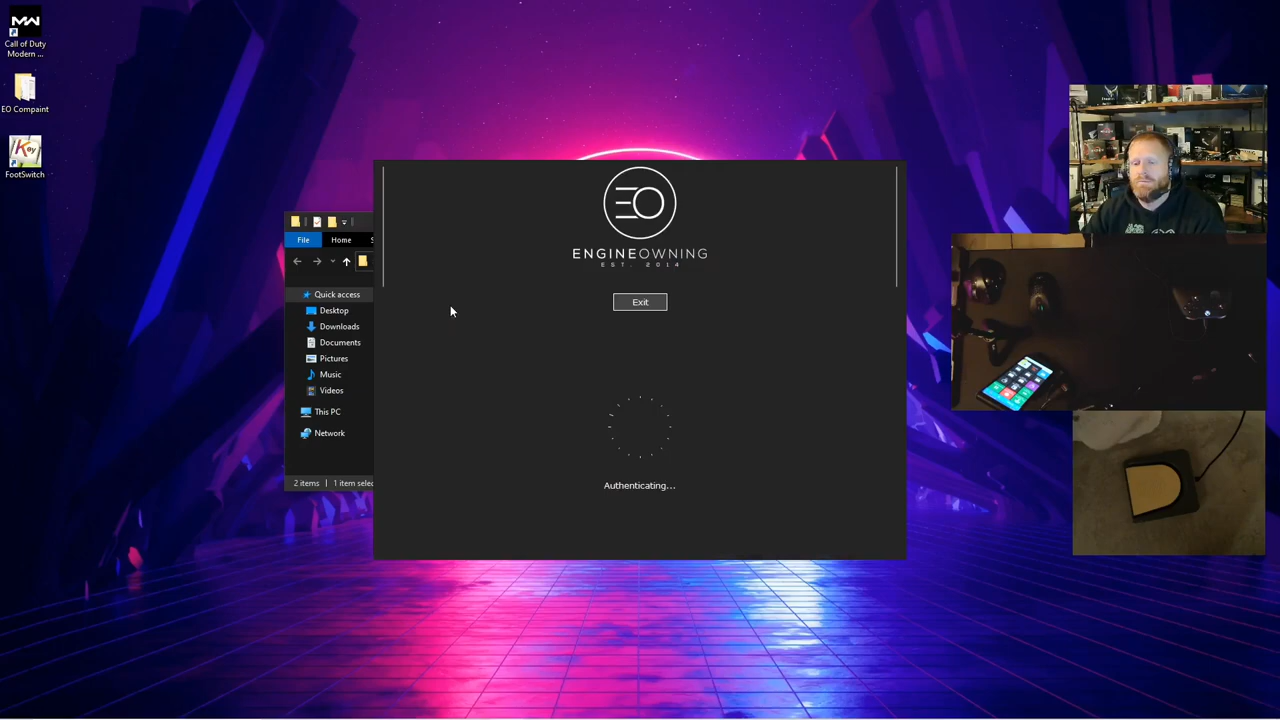 Call of Duty
Modern ...
EO Compaint
Key
FootSwitch
File
Home
S
Quick access
Desktop
Downloads
Documents
Pictures
Music
Videos
This PC
Network
2 items
1 item selec
EO
ENGINEOWNING
EST. 2014
Exit
Authenticating...